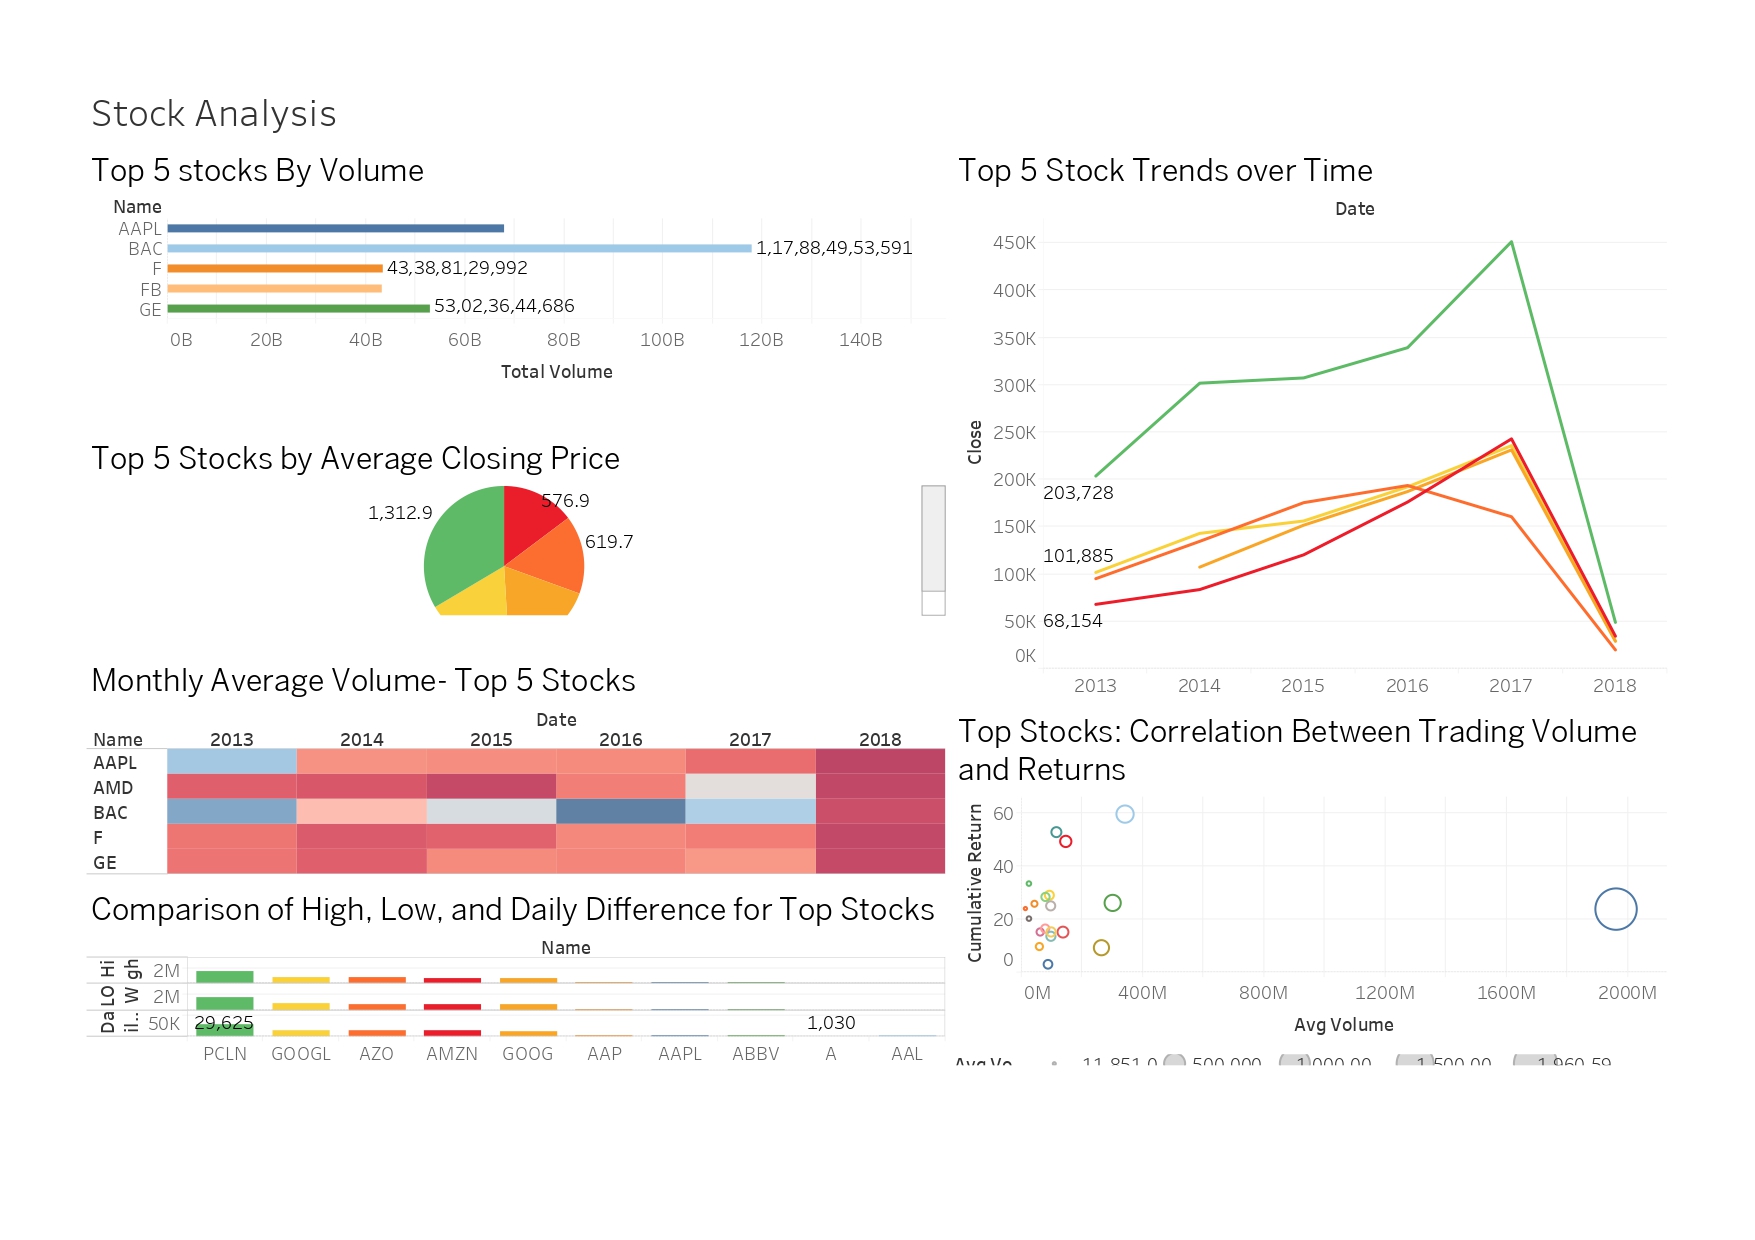 Stock Analysis
Top 5 stocks By Volume
Name
AAPL
BAC 1,17,88,49,53,591
F 43,38,81,29,992
FB
GE 53,02,36,44,686
0B 20B 40B 60B 80B 100B 120B 140B
Total Volume
Top 5 Stocks by Average Closing Price
1,312.9
576.9
619.7
Monthly Average Volume- Top 5 Stocks
Date
Name 2013 2014 2015 2016 2017 2018
AAPL
AMD
BAC
F
GE
Comparison of High, Low, and Daily Difference for Top Stocks
Name
Hi
gh
2M
LO
W
2M
Da
il..
50K
29,625
1,030
PCLN GOOGL AZO AMZN GOOG AAP AAPL ABBV A AAL
Top 5 Stock Trends over Time
Date
450K
400K
350K
300K
250K
200K
150K
100K
50K
0K
Close
203,728
101,885
68,154
2013 2014 2015 2016 2017 2018
Top Stocks: Correlation Between Trading Volume
and Returns
Cumulative Return
60
40
20
0
0M 400M 800M 1200M 1600M 2000M
Avg Volume
Avg Vo.. 11,851.0.. 500,000.. 1,000,00.. 1,500,00.. 1,960,59..